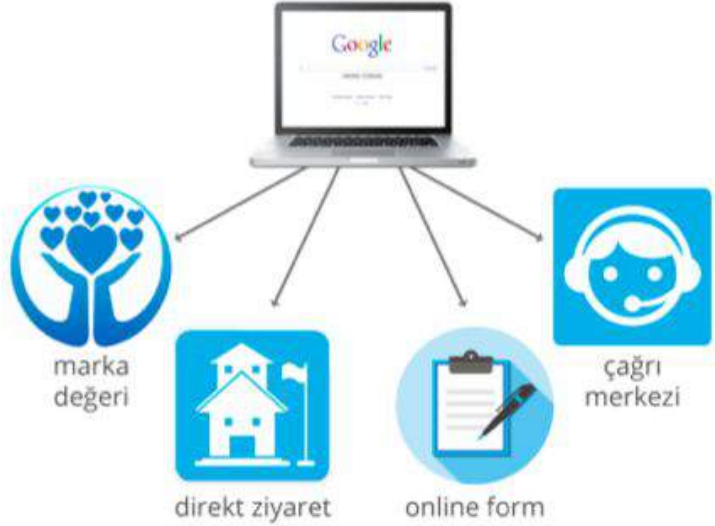 Google
marka
değeri
direkt ziyaret
online form
çağrı
merkezi